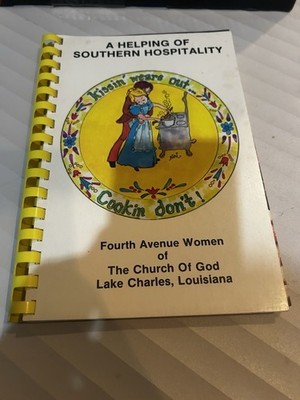 A HELPING OF
SOUTHERN HOSPITALITY
Kissin' wears out...
Cookin don't!
Fourth Avenue Women
of
The Church Of God
Lake Charles, Louisiana